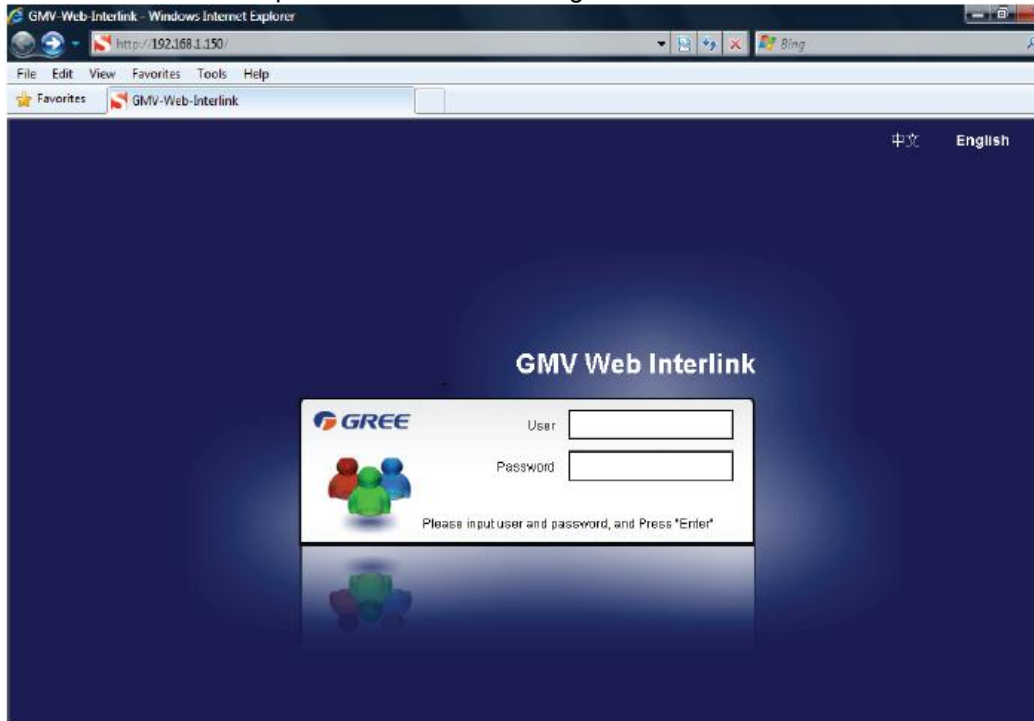 GMV-Web-Interlink - Windows Internet Explorer
http://192.168.1.150/
Bing
File Edit View Favorites Tools Help
Favorites GMV-Web-Interlink
中文 English
GMV Web Interlink
GREE
User
Password
Please input user and password, and Press "Enter"